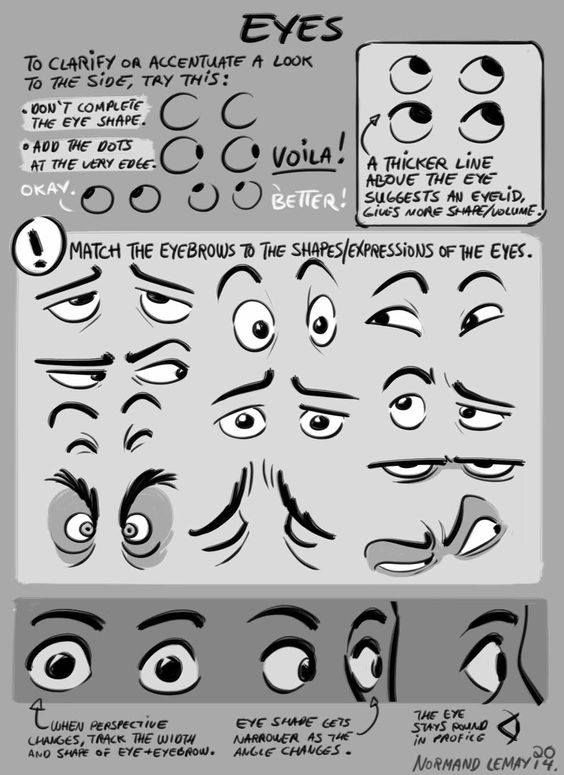 EYES
TO CLARIFY OR ACCENTUATE A LOOK
TO THE SIDE, TRY THIS:
• DON'T COMPLETE
THE EYE SHAPE.
• ADD THE DOTS
AT THE VERY EDGE.
VOILA!
OKAY.
BETTER!
A THICKER LINE
ABOVE THE EYE
SUGGESTS AN EYELID,
GIVES MORE SHAPE/VOLUME.
! MATCH THE EYEBROWS TO THE SHAPES/EXPRESSIONS OF THE EYES.
WHEN PERSPECTIVE
CHANGES, TRACK THE WIDTH
AND SHAPE OF EYE+EYEBROW.
EYE SHAPE GETS
NARROWER AS THE
ANGLE CHANGES.
THE EYE
STAYS ROUND
IN PROFILE
NORMAND LEMAY 2014.